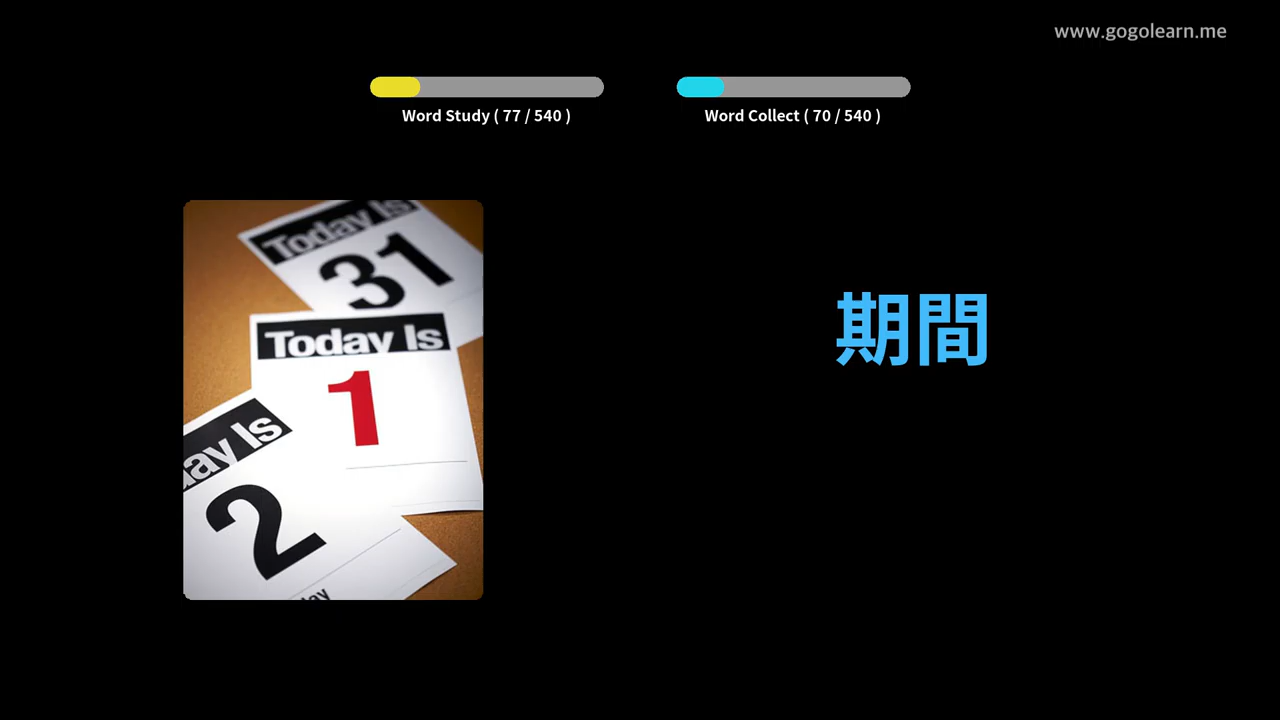 www.gogolearn.me
Word Study ( 77 / 540 )
Word Collect ( 70 / 540 )
Today Is
31
Today Is
1
ay Is
2
期間